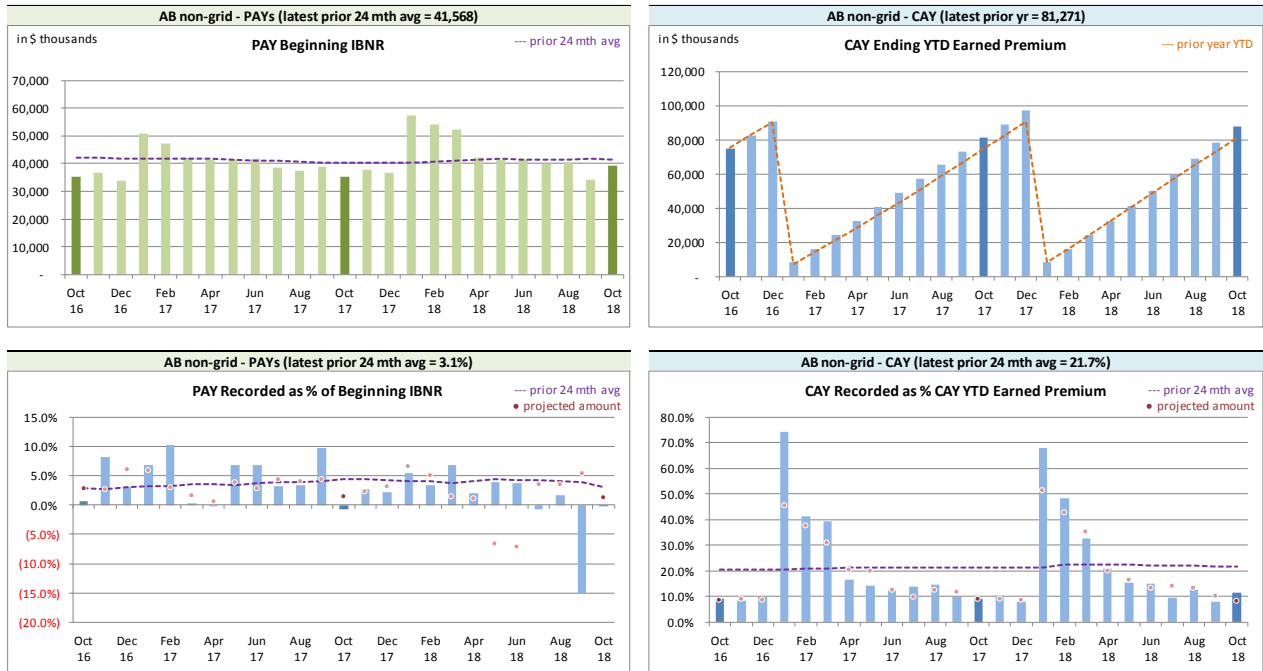 AB non-grid - PAYs (latest prior 24 mth avg = 41,568)
in $ thousands
PAY Beginning IBNR
--- prior 24 mth avg
70,000
60,000
50,000
40,000
30,000
20,000
10,000
-
Oct Dec Feb Apr Jun Aug Oct Dec Feb Apr Jun Aug Oct
16 16 17 17 17 17 17 17 18 18 18 18 18
AB non-grid - CAY (latest prior yr = 81,271)
in $ thousands
CAY Ending YTD Earned Premium
--- prior year YTD
120,000
100,000
80,000
60,000
40,000
20,000
-
Oct Dec Feb Apr Jun Aug Oct Dec Feb Apr Jun Aug Oct
16 16 17 17 17 17 17 17 18 18 18 18 18
AB non-grid - PAYs (latest prior 24 mth avg = 3.1%)
PAY Recorded as % of Beginning IBNR
--- prior 24 mth avg
• projected amount
15.0%
10.0%
5.0%
0.0%
(5.0%)
(10.0%)
(15.0%)
(20.0%)
Oct Dec Feb Apr Jun Aug Oct Dec Feb Apr Jun Aug Oct
16 16 17 17 17 17 17 17 18 18 18 18 18
AB non-grid - CAY (latest prior 24 mth avg = 21.7%)
CAY Recorded as % CAY YTD Earned Premium
--- prior 24 mth avg
• projected amount
80.0%
70.0%
60.0%
50.0%
40.0%
30.0%
20.0%
10.0%
0.0%
Oct Dec Feb Apr Jun Aug Oct Dec Feb Apr Jun Aug Oct
16 16 17 17 17 17 17 17 18 18 18 18 18